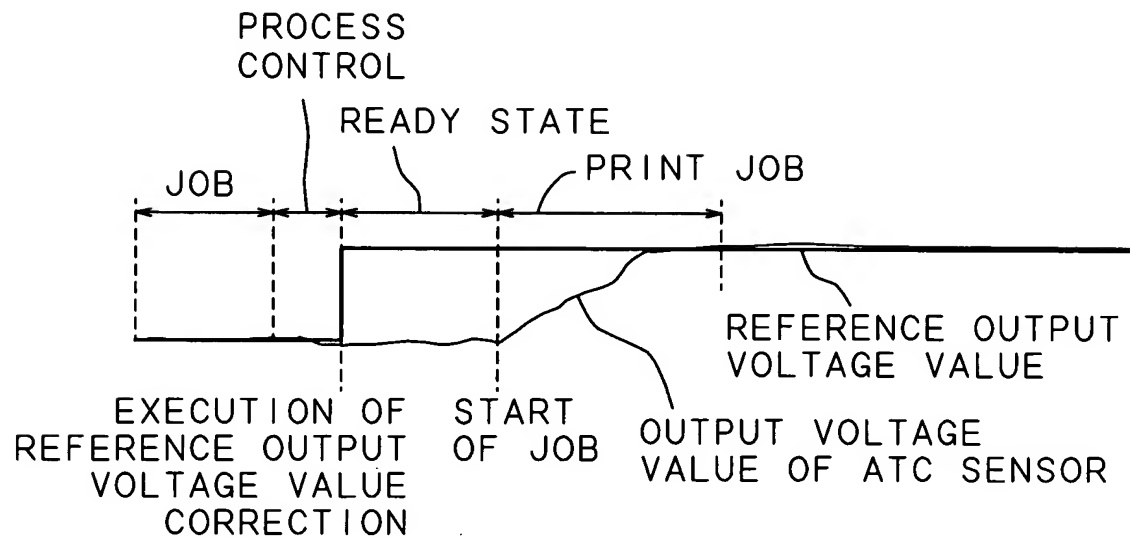 PROCESS
CONTROL
READY STATE
PRINT JOB
JOB
REFERENCE OUTPUT
VOLTAGE VALUE
EXECUTION OF
REFERENCE OUTPUT
VOLTAGE VALUE
CORRECTION
START
OF JOB
OUTPUT VOLTAGE
VALUE OF ATC SENSOR